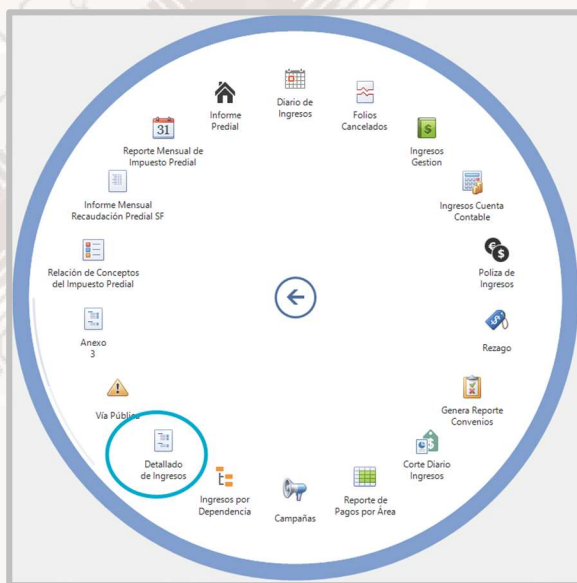 Diario de
Ingresos
Folios
Cancelados
Ingresos
Gestion
Ingresos Cuenta
Contable
Poliza de
Ingresos
Rezago
Genera Reporte
Convenios
Corte Diario
Ingresos
Reporte de
Pagos por Área
Campañas
Ingresos por
Dependencia
Detallado
de Ingresos
Vía Pública
Anexo
3
Relación de Conceptos
del Impuesto Predial
Informe Mensual
Recaudación Predial SF
31
Reporte Mensual de
Impuesto Predial
Informe
Predial